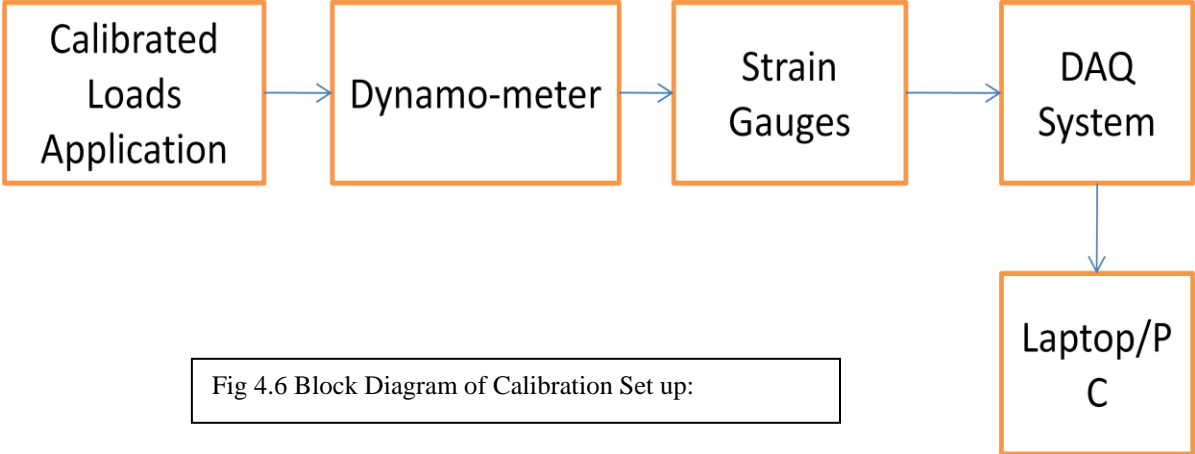 Calibrated
Loads
Application
Dynamo-meter
Strain
Gauges
DAQ
System
Laptop/P
C
Fig 4.6 Block Diagram of Calibration Set up: